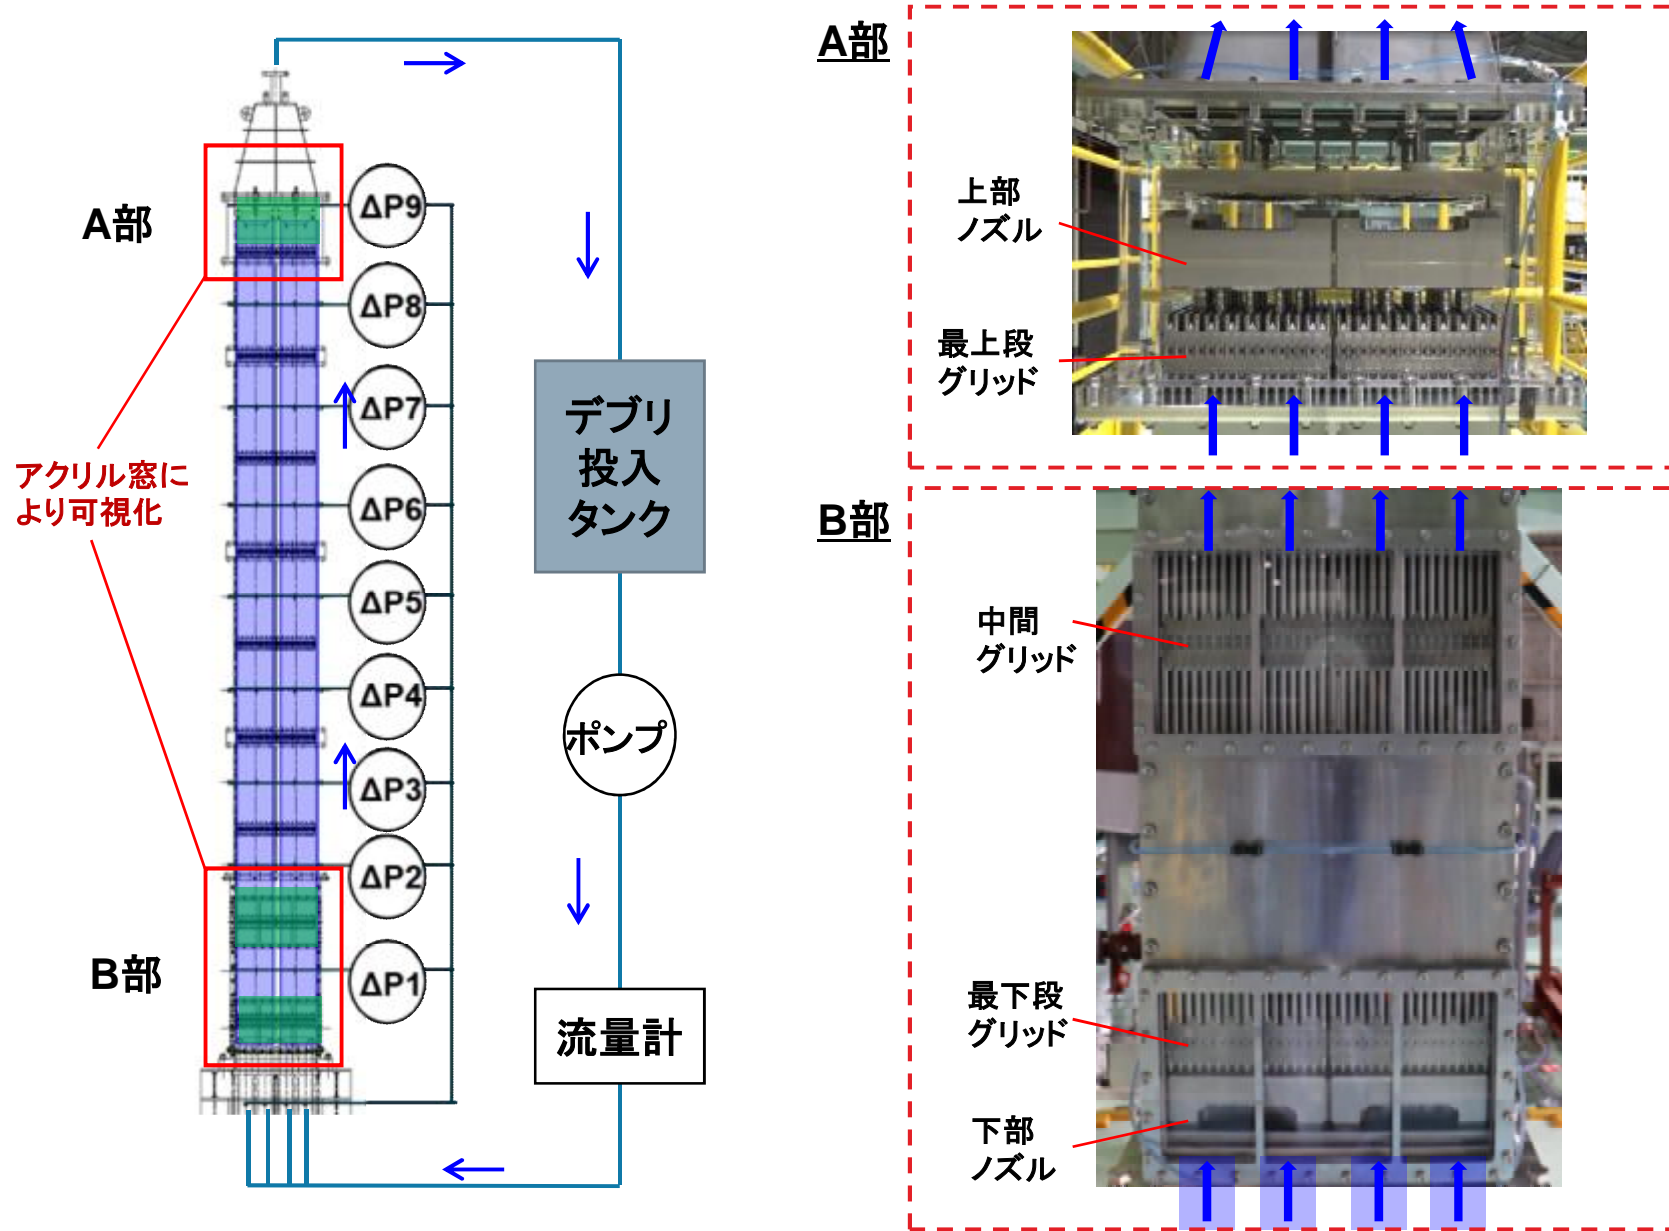 A部
ΔP9
ΔP8
ΔP7
ΔP6
ΔP5
ΔP4
ΔP3
ΔP2
ΔP1
アクリル窓に
より可視化
B部
デブリ
投入
タンク
ポンプ
流量計
A部
上部
ノズル
最上段
グリッド
B部
中間
グリッド
最下段
グリッド
下部
ノズル